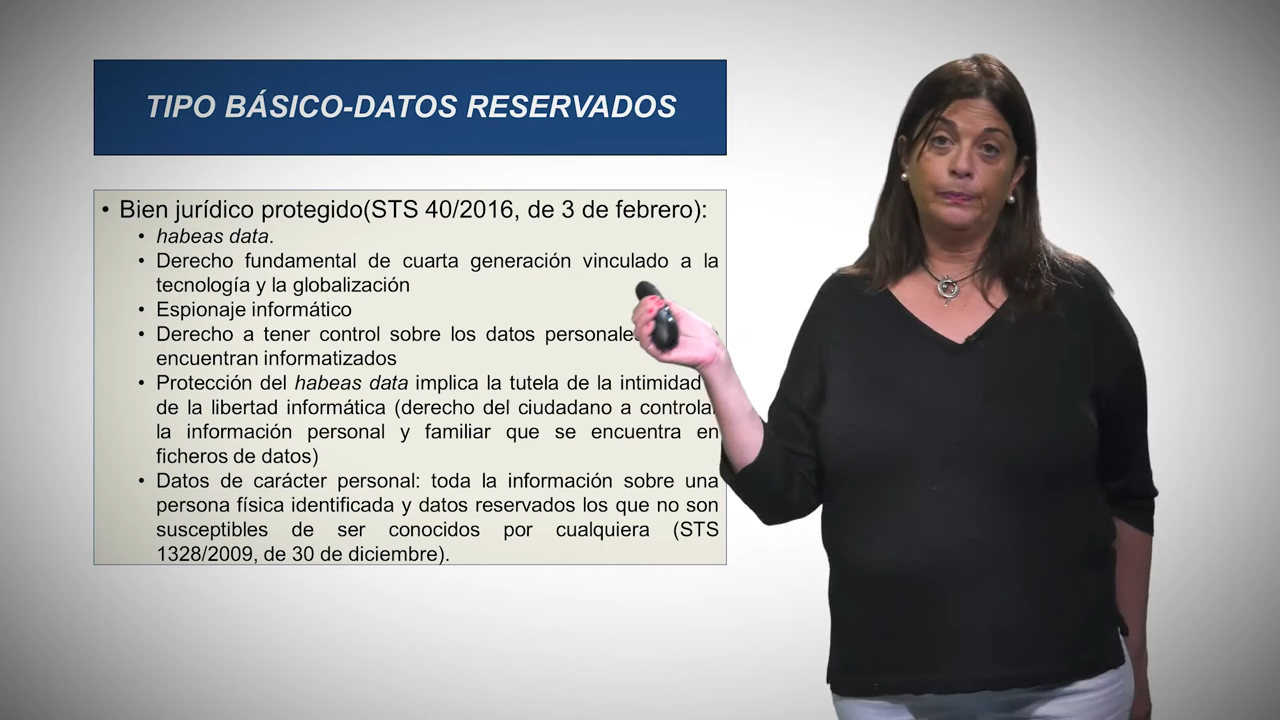 TIPO BÁSICO-DATOS RESERVADOS
• Bien jurídico protegido(STS 40/2016, de 3 de febrero):
• habeas data.
• Derecho fundamental de cuarta generación vinculado a la
tecnología y la globalización
• Espionaje informático
• Derecho a tener control sobre los datos
encuentran informatizados
• Protección del habeas data implica la tutela de la intimidad
de la libertad informática (derecho del ciudadano a controlar
la información personal y familiar que se encuentra en
ficheros de datos)
• Datos de carácter personal: toda la información sobre una
persona física identificada y datos reservados los que no son
susceptibles de ser conocidos por cualquiera (STS
1328/2009, de 30 de diciembre).